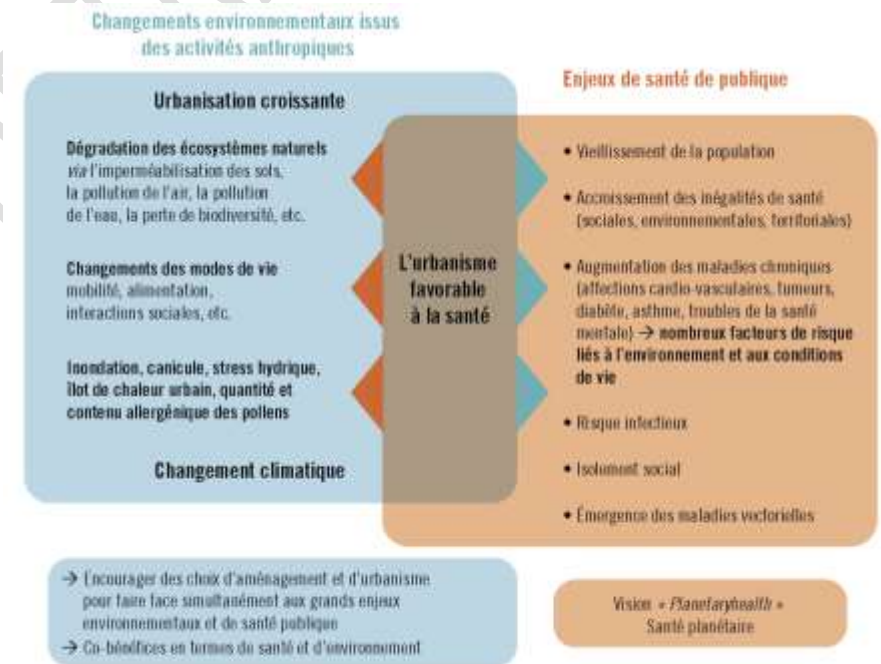 Changements environnementaux issus
des activités anthropiques
Urbanisation croissante
Dégradation des écosystèmes naturels
via l'imperméabilisation des sols,
la pollution de l'air, la pollution
de l'eau, la perte de biodiversité, etc.
Changements des modes de vie
mobilité, alimentation,
interactions sociales, etc.
Inondation, canicule, stress hydrique,
îlot de chaleur urbain, quantité et
contenu allergénique des pollens
Changement climatique
L'urbanisme
favorable
à la santé
Enjeux de santé de publique
• Vieillissement de la population
• Accroissement des inégalités de santé
(sociales, environnementales, territoriales)
• Augmentation des maladies chroniques
(affections cardio-vasculaires, tumeurs,
diabète, asthme, troubles de la santé
mentale) → nombreux facteurs de risque
liés à l'environnement et aux conditions
de vie
• Risque infectieux
• Isolement social
• Émergence des maladies vectorielles
→ Encourager des choix d'aménagement et d'urbanisme
pour faire face simultanément aux grands enjeux
environnementaux et de santé publique
→ Co-bénéfices en termes de santé et d'environnement
Vision « Planetaryhealth »
Santé planétaire